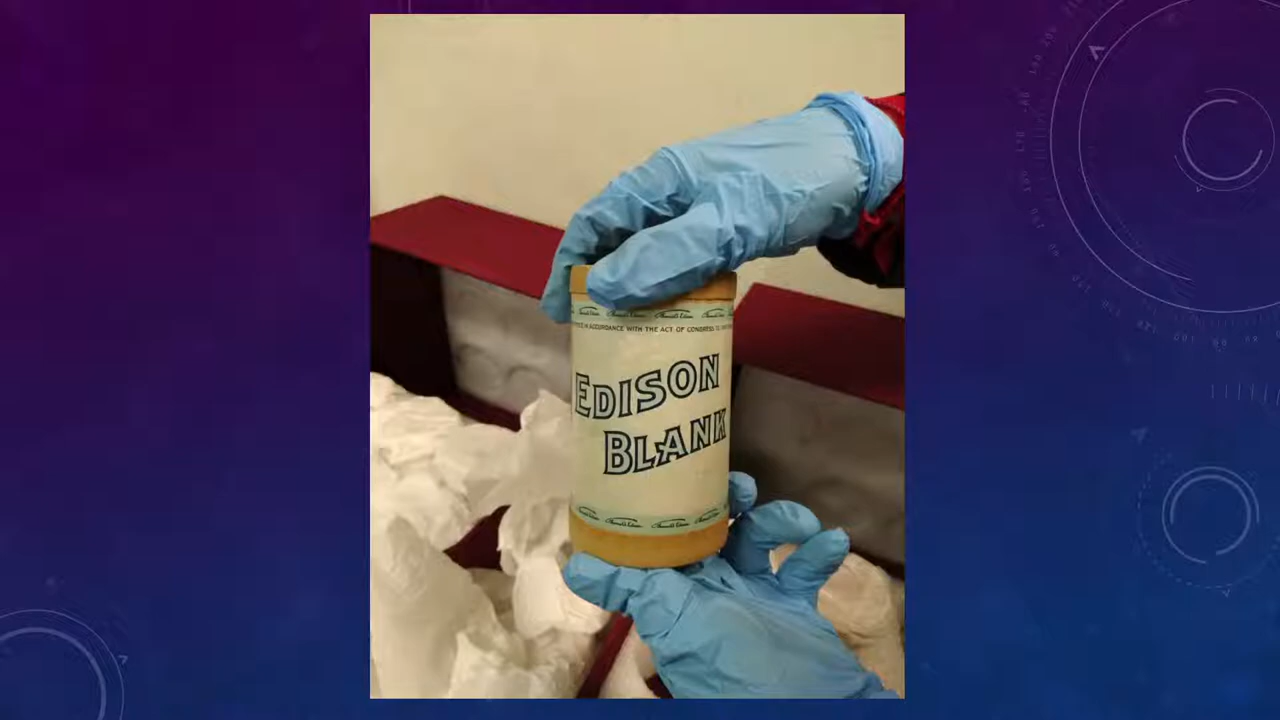 IN ACCORDANCE WITH THE ACT OF CONGRESS
EDISON
BLANK